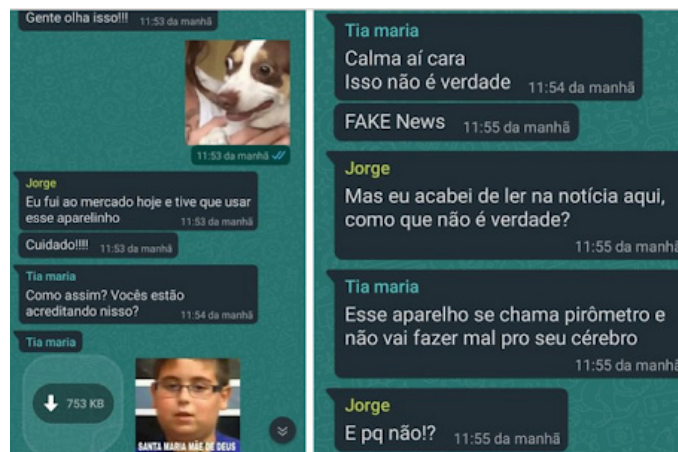 Gente olha isso!!! 11:53 da manhã
11:53 da manhã
Jorge
Eu fui ao mercado hoje e tive que usar
esse aparelinho 11:53 da manhã
Cuidado!!!! 11:53 da manhã
Tia maria
Como assim? Vocês estão
acreditando nisso? 11:54 da manhã
Tia maria
753 KB
SANTA MARIA MÃE DE DEUS
Tia maria
Calma aí cara
Isso não é verdade 11:54 da manhã
FAKE News 11:55 da manhã
Jorge
Mas eu acabei de ler na notícia aqui,
como que não é verdade?
11:55 da manhã
Tia maria
Esse aparelho se chama pirômetro e
não vai fazer mal pro seu cérebro
11:55 da manhã
Jorge
E pq não!? 11:55 da manhã